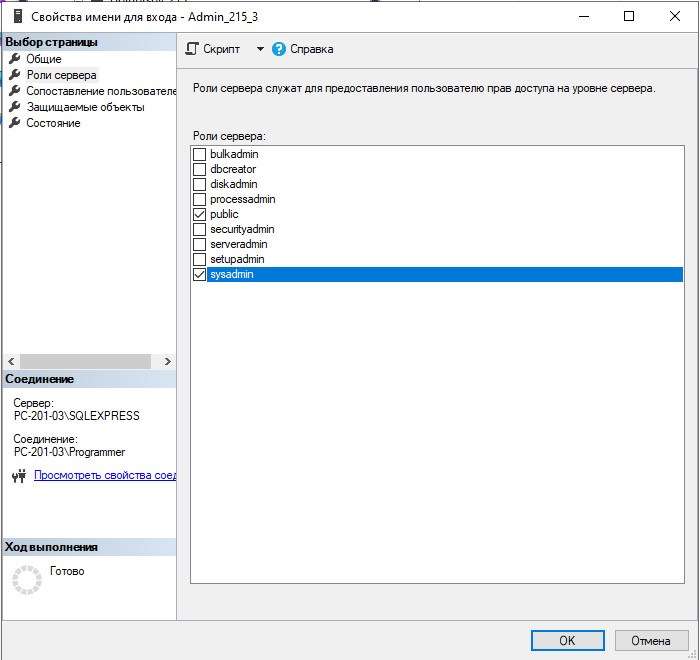 Свойства имени для входа - Admin_215_3
Выбор страницы
Общие
Роли сервера
Сопоставление пользователе
Защищаемые объекты
Состояние
Соединение
Сервер:
PC-201-03\SQLEXPRESS
Соединение:
PC-201-03\Programmer
Просмотреть свойства соед
Ход выполнения
Готово
Скрипт
Справка
Роли сервера служат для предоставления пользователю прав доступа на уровне сервера.
Роли сервера:
bulkadmin
dbcreator
diskadmin
processadmin
public
securityadmin
serveradmin
setupadmin
sysadmin
OK
Отмена